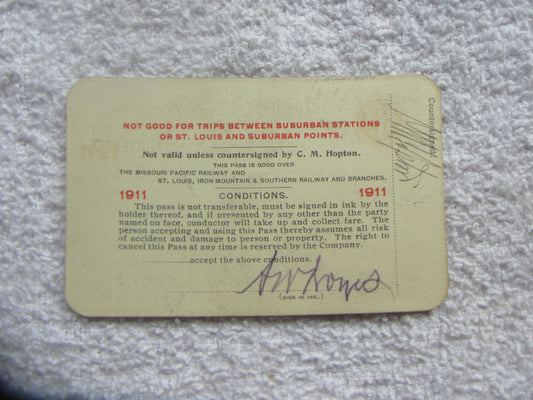 NOT GOOD FOR TRIPS BETWEEN SUBURBAN STATIONS
OR ST. LOUIS AND SUBURBAN POINTS.
Not valid unless countersigned by C. M. Hopton.
THIS PASS IS GOOD OVER
THE MISSOURI PACIFIC RAILWAY AND
ST. LOUIS, IRON MOUNTAIN & SOUTHERN RAILWAY AND BRANCHES.
1911 CONDITIONS. 1911
This pass is not transferable, must be signed in ink by the
holder thereof, and if presented by any other than the party
named on face, conductor will take up and collect fare. The
person accepting and using this Pass thereby assumes all risk
of accident and damage to person or property. The right to
cancel this Pass at any time is reserved by the Company.
..........accept the above conditions.
(SIGN IN INK.)
Countersigned